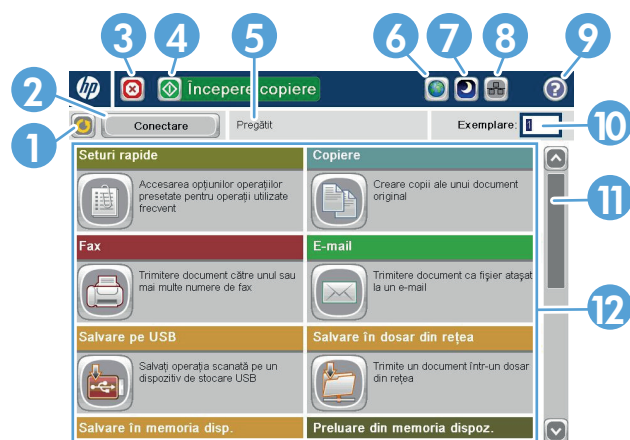 3 4 5 6 7 8 9
hp
Începere copiere
2
Conectare
Pregătit
Exemplare: 1
10
1
Seturi rapide
Accesarea opțiunilor operațiilor
presetate pentru operații utilizate
frecvent
Copiere
Creare copii ale unui document
original
11
Fax
Trimitere document către unul sau
mai multe numere de fax
E-mail
Trimitere document ca fișier atașat
la un e-mail
12
Salvare pe USB
Salvați operația scanată pe un
dispozitiv de stocare USB
Salvare în dosar din rețea
Trimite un document într-un dosar
din rețea
Salvare în memoria disp.
Preluare din memoria dispoz.